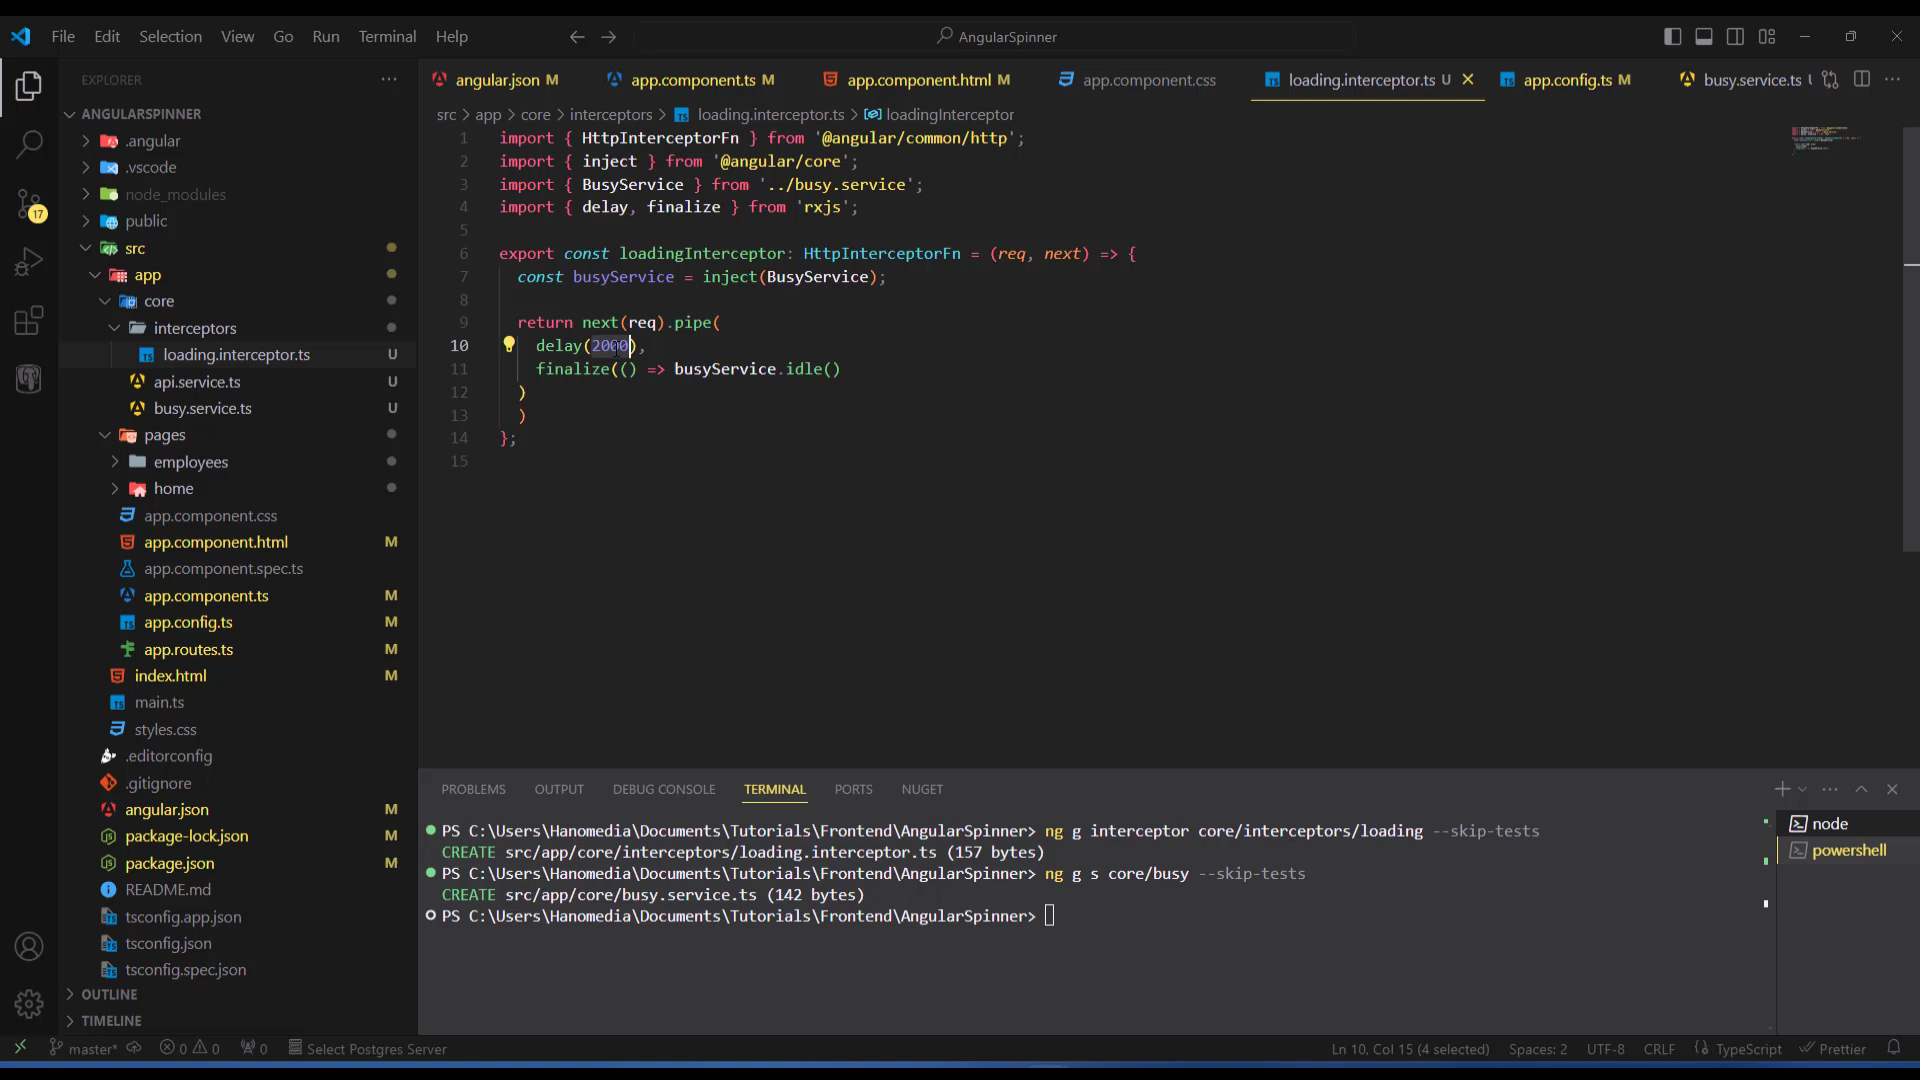 File Edit Selection View Go Run Terminal Help
AngularSpinner
EXPLORER
angular.json M
app.component.ts M
app.component.html M
app.component.css
loading.interceptor.ts U
app.config.ts M
busy.service.ts
src > app > core > interceptors > loading.interceptor.ts > loadingInterceptor
ANGULARSPINNER
.angular
.vscode
node_modules
public
src
app
core
interceptors
loading.interceptor.ts U
api.service.ts U
busy.service.ts U
pages
employees
home
app.component.css
app.component.html M
app.component.spec.ts
app.component.ts M
app.config.ts M
app.routes.ts M
index.html M
main.ts
styles.css
.editorconfig
.gitignore
angular.json M
package-lock.json M
package.json M
README.md
tsconfig.app.json
tsconfig.json
tsconfig.spec.json
OUTLINE
TIMELINE
17
1 import { HttpInterceptorFn } from '@angular/common/http';
2 import { inject } from '@angular/core';
3 import { BusyService } from '../busy.service';
4 import { delay, finalize } from 'rxjs';
5
6 export const loadingInterceptor: HttpInterceptorFn = (req, next) => {
7 const busyService = inject(BusyService);
8
9 return next(req).pipe(
10 delay(2000),
11 finalize(() => busyService.idle()
12 )
13 )
14 };
15
PROBLEMS OUTPUT DEBUG CONSOLE TERMINAL PORTS NUGET
PS C:\Users\Hanomedia\Documents\Tutorials\Frontend\AngularSpinner> ng g interceptor core/interceptors/loading --skip-tests
CREATE src/app/core/interceptors/loading.interceptor.ts (157 bytes)
PS C:\Users\Hanomedia\Documents\Tutorials\Frontend\AngularSpinner> ng g s core/busy --skip-tests
CREATE src/app/core/busy.service.ts (142 bytes)
PS C:\Users\Hanomedia\Documents\Tutorials\Frontend\AngularSpinner>
node
powershell
master* 0 0 0 Select Postgres Server
Ln 10, Col 15 (4 selected) Spaces: 2 UTF-8 CRLF {} TypeScript Prettier